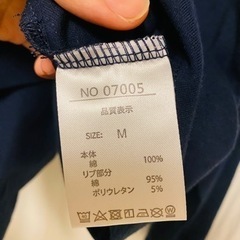 NO 07005
品質表示
SIZE: M
本体
綿 100%
リブ部分
綿 95%
ポリウレタン 5%